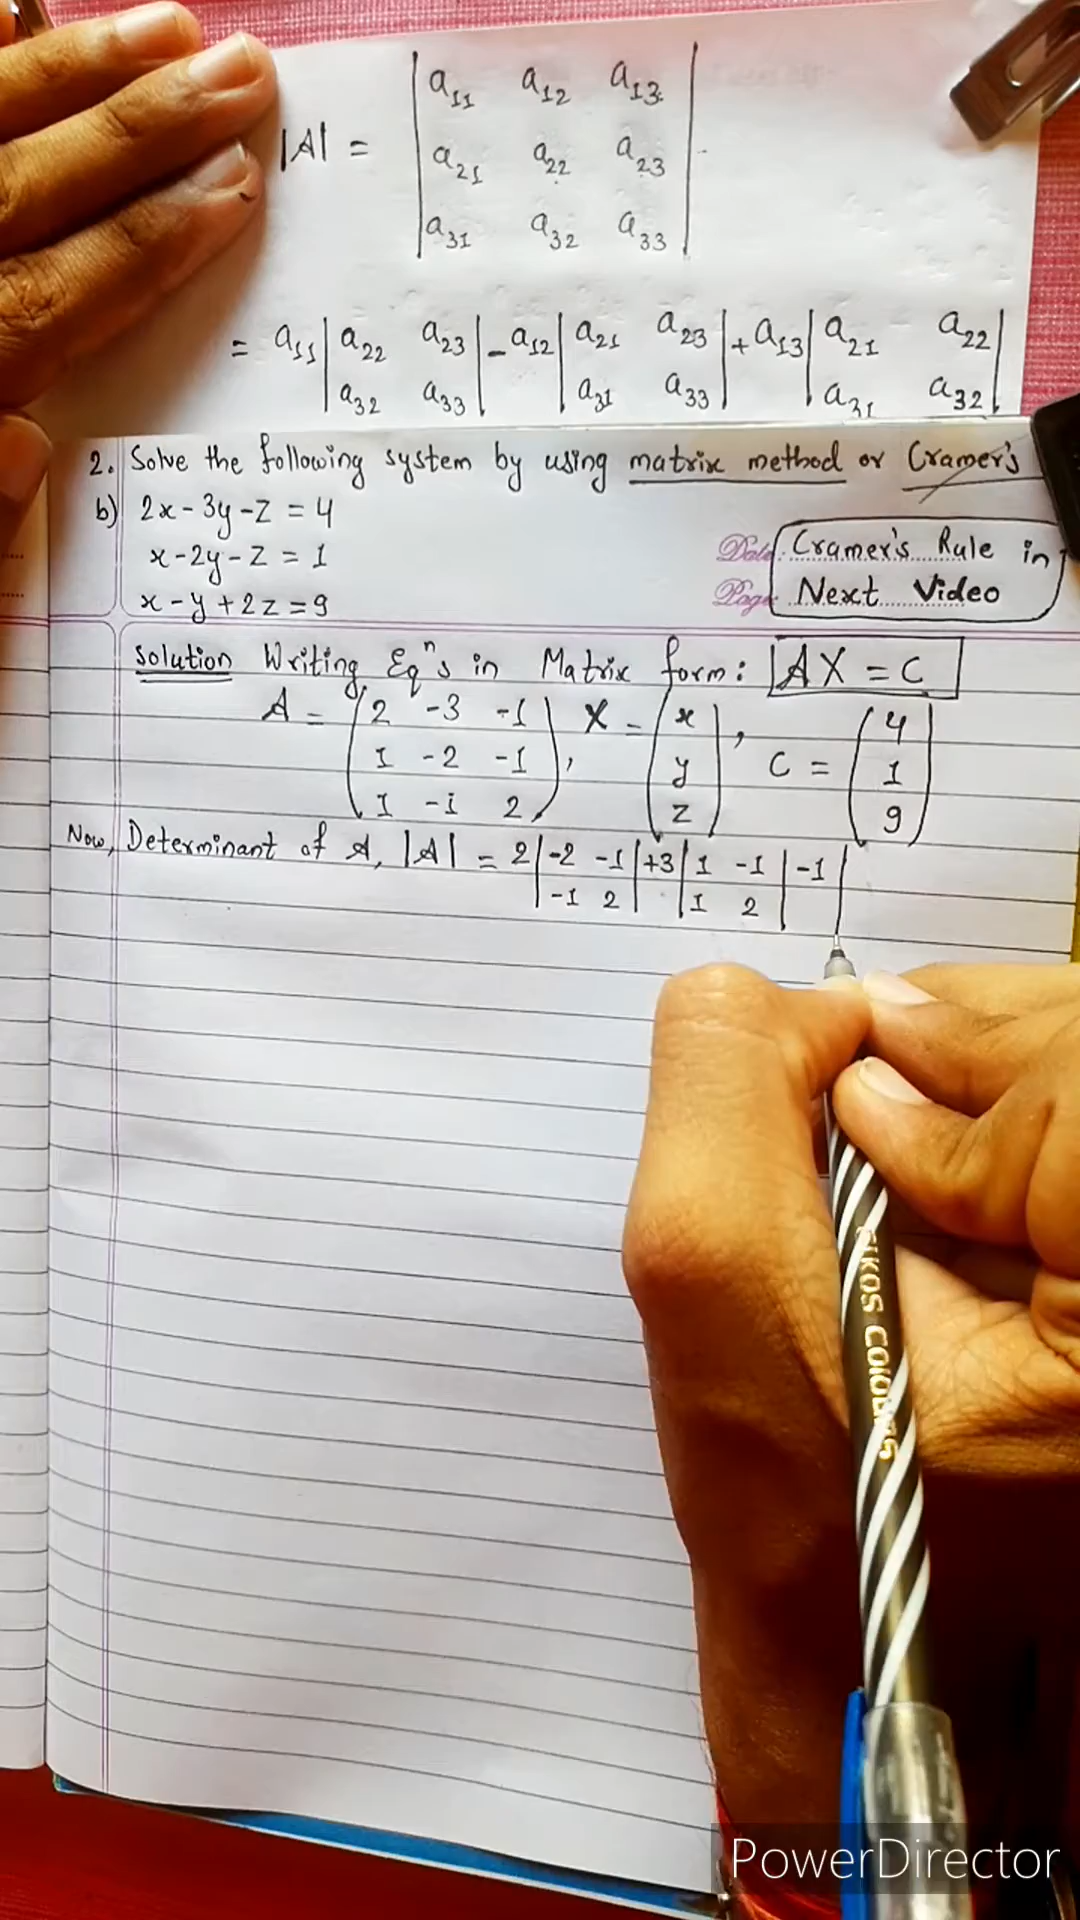 |A| = | a11 a12 a13 |
| a21 a22 a23 |
| a31 a32 a33 |
= a11 | a22 a23 | - a12 | a21 a23 | + a13 | a21 a22 |
| a32 a33 | | a31 a33 | | a31 a32 |
2. Solve the following system by using matrix method or Cramer's
b) 2x - 3y - z = 4
x - 2y - z = 1
x - y + 2z = 9
Date: Cramer's Rule in
Page: Next Video
Solution Writing Eqⁿs in Matrix form: AX = C
A = ( 2 -3 -1 ), X = ( x ), C = ( 4 )
( 1 -2 -1 ) ( y ) ( 1 )
( 1 -1 2 ) ( z ) ( 9 )
Now, Determinant of A, |A| = 2 | -2 -1 | +3 | 1 -1 | -1 |
| -1 2 | | 1 2 |
PowerDirector